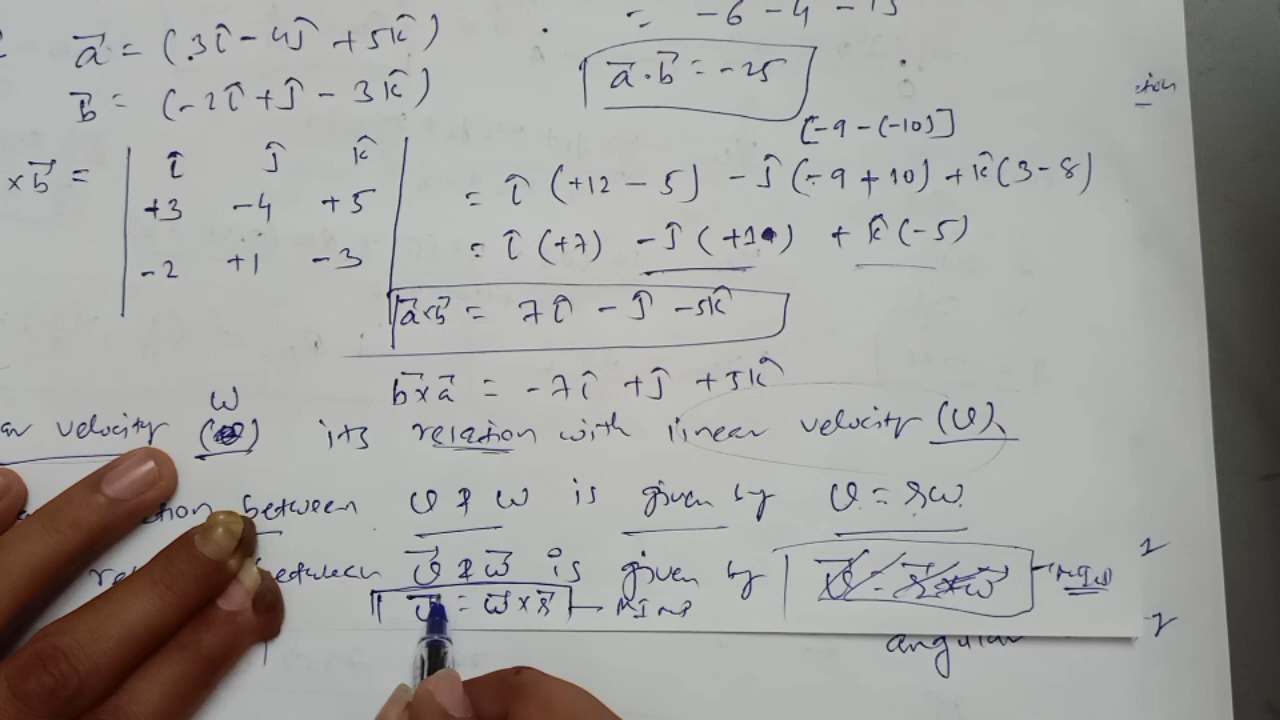 = -6 - 4 - 15
a⃗ = (3î - 4ĵ + 5k̂)
a⃗·b⃗ = -25
b⃗ = (-2î + ĵ - 3k̂)
[-9 - (-10)]
×b⃗ = | î ĵ k̂ |
+3 -4 +5
-2 +1 -3
= î (+12 - 5) - ĵ (-9 + 10) + k̂ (3 - 8)
= î (+7) - ĵ (+1) + k̂ (-5)
a⃗×b⃗ = 7î - ĵ - 5k̂
b⃗×a⃗ = -7î + ĵ + 5k̂
ω
velocity ( ) its relation with linear velocity (v)
between v & ω is given by v = rω
between v⃗ & ω⃗ is given by v⃗ = r⃗×ω⃗
v⃗ = ω⃗ × r⃗
angular